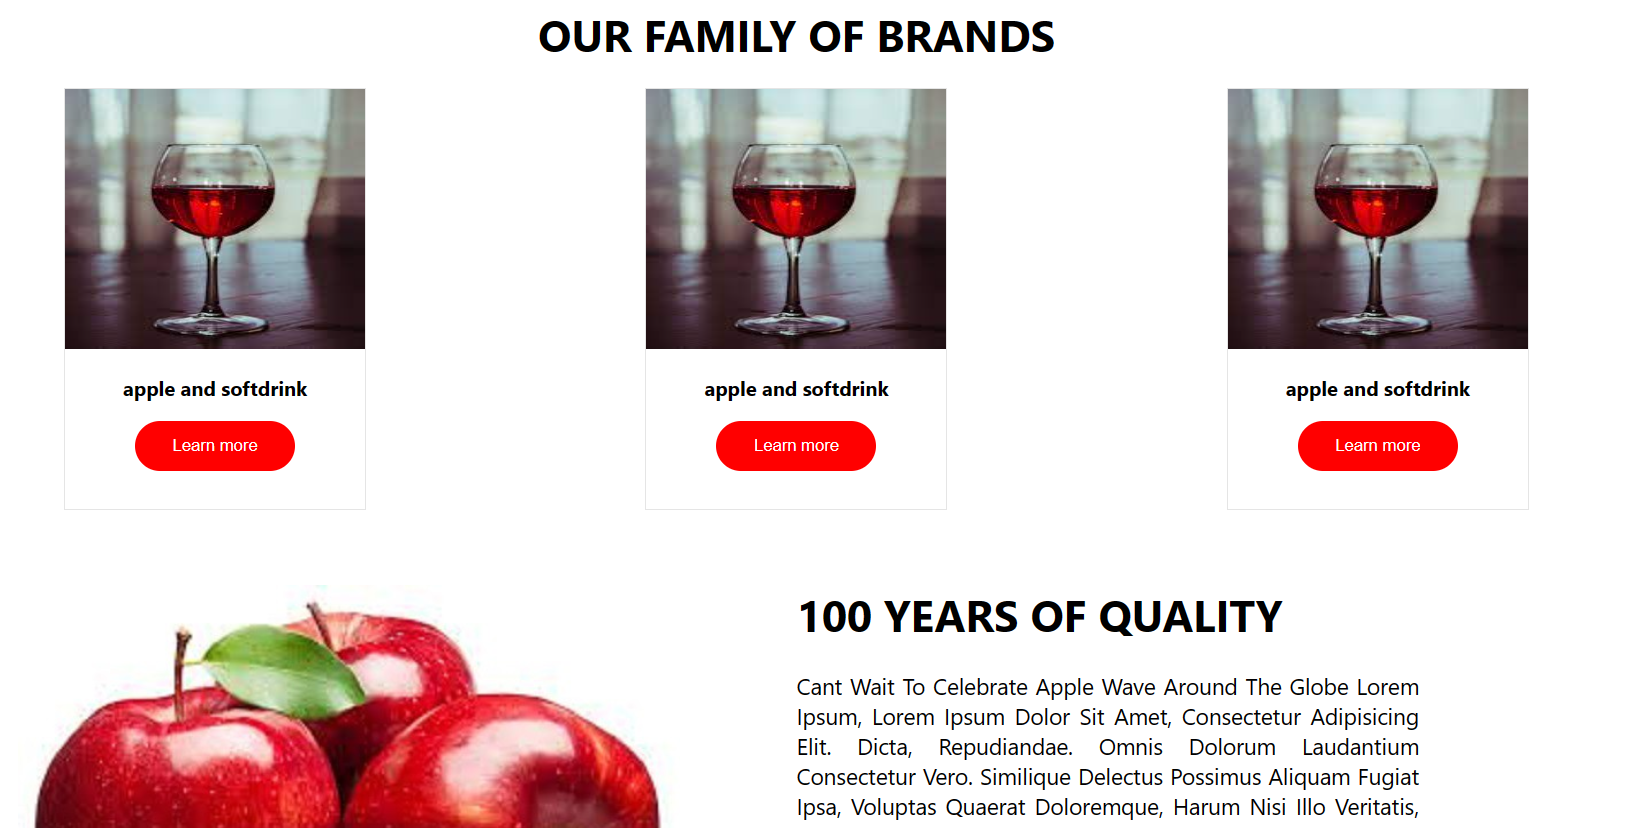 OUR FAMILY OF BRANDS
apple and softdrink
Learn more
apple and softdrink
Learn more
apple and softdrink
Learn more
100 YEARS OF QUALITY
Cant Wait To Celebrate Apple Wave Around The Globe Lorem
Ipsum, Lorem Ipsum Dolor Sit Amet, Consectetur Adipisicing
Elit. Dicta, Repudiandae. Omnis Dolorum Laudantium
Consectetur Vero. Similique Delectus Possimus Aliquam Fugiat
Ipsa, Voluptas Quaerat Doloremque, Harum Nisi Illo Veritatis,